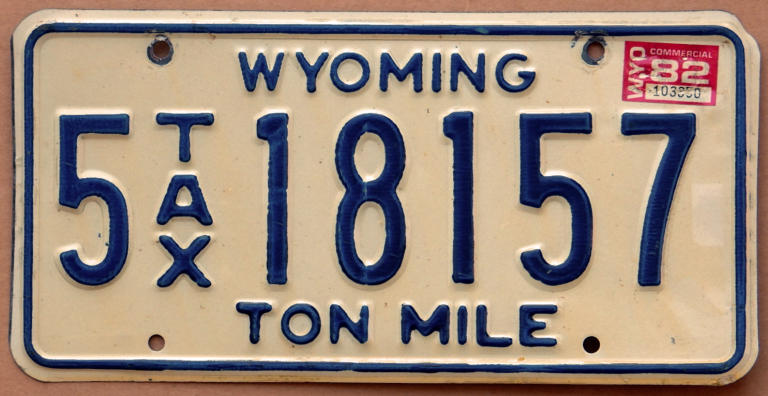 WYOMING
WYO COMMERCIAL
82
5 TAX 18157
TON MILE